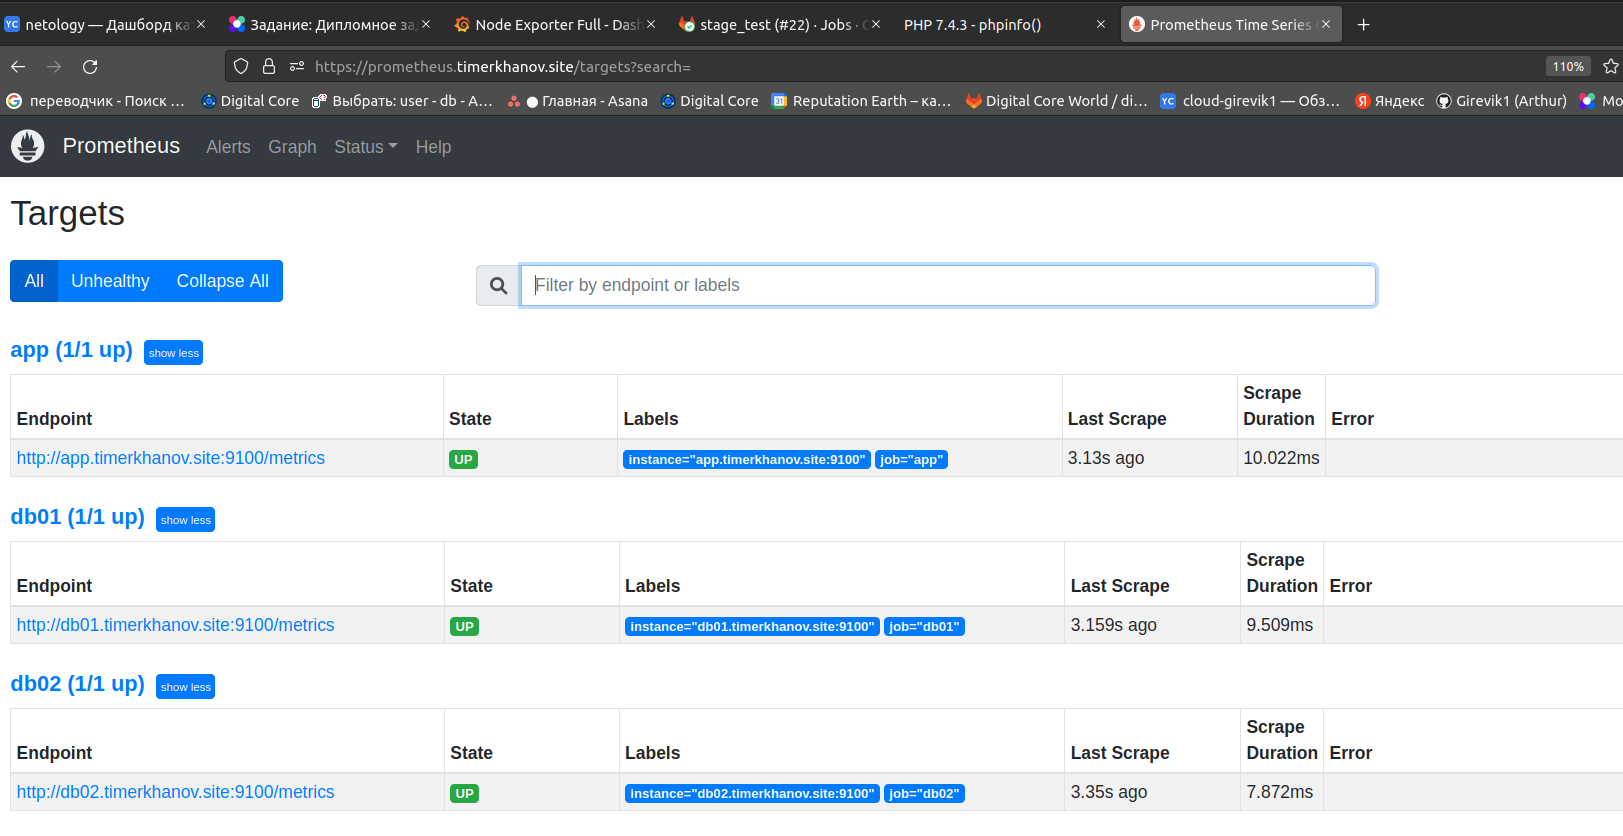 netology — Дашборд ка
Задание: Дипломное за
Node Exporter Full - Dash
stage_test (#22) · Jobs ·
PHP 7.4.3 - phpinfo()
Prometheus Time Series
https://prometheus.timerkhanov.site/targets?search=
110%
переводчик - Поиск …
Digital Core
Выбрать: user - db - A…
Главная - Asana
Digital Core
31
Reputation Earth – ка…
Digital Core World / di…
YC
cloud-girevik1 — Обз…
Я
Яндекс
Girevik1 (Arthur)
Mo
Prometheus
Alerts
Graph
Status
Help
Targets
All
Unhealthy
Collapse All
Filter by endpoint or labels
app (1/1 up)
show less
Endpoint
State
Labels
Last Scrape
Scrape
Duration
Error
http://app.timerkhanov.site:9100/metrics
UP
instance="app.timerkhanov.site:9100"
job="app"
3.13s ago
10.022ms
db01 (1/1 up)
show less
Endpoint
State
Labels
Last Scrape
Scrape
Duration
Error
http://db01.timerkhanov.site:9100/metrics
UP
instance="db01.timerkhanov.site:9100"
job="db01"
3.159s ago
9.509ms
db02 (1/1 up)
show less
Endpoint
State
Labels
Last Scrape
Scrape
Duration
Error
http://db02.timerkhanov.site:9100/metrics
UP
instance="db02.timerkhanov.site:9100"
job="db02"
3.35s ago
7.872ms